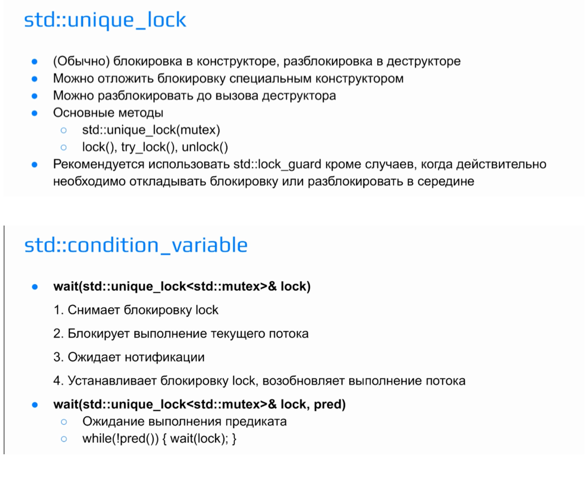 std::unique_lock
(Обычно) блокировка в конструкторе, разблокировка в деструкторе
Можно отложить блокировку специальным конструктором
Можно разблокировать до вызова деструктора
Основные методы
std::unique_lock(mutex)
lock(), try_lock(), unlock()
Рекомендуется использовать std::lock_guard кроме случаев, когда действительно
необходимо откладывать блокировку или разблокировать в середине
std::condition_variable
wait(std::unique_lock<std::mutex>& lock)
1. Снимает блокировку lock
2. Блокирует выполнение текущего потока
3. Ожидает нотификации
4. Устанавливает блокировку lock, возобновляет выполнение потока
wait(std::unique_lock<std::mutex>& lock, pred)
Ожидание выполнения предиката
while(!pred()) { wait(lock); }